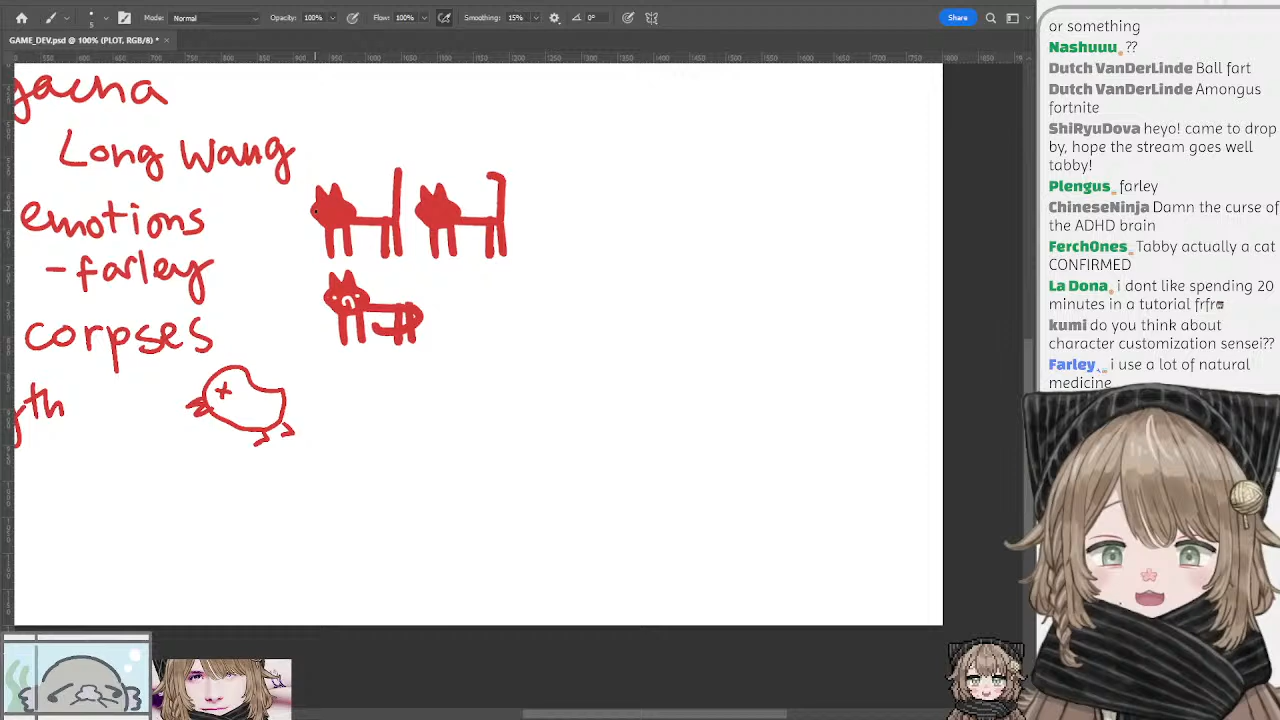 Mode: Normal Opacity: 100% Flow: 100% Smoothing: 15% 0° Share
5
GAME_DEV.psd @ 100% (PLOT, RGB/8) *
gacha
Long Wang
emotions
- farley
corpses
th
or something
Nashuuu ??
Dutch VanDerLinde Ball fart
Dutch VanDerLinde Amongus
fortnite
ShiRyuDova heyo! came to drop
by, hope the stream goes well
tabby!
Plengus farley
ChineseNinja Damn the curse of
the ADHD brain
FerchOnes Tabby actually a cat
CONFIRMED
La Dona i dont like spending 20
minutes in a tutorial frfr
kumi do you think about
character customization sensei??
Farley i use a lot of natural
medicine